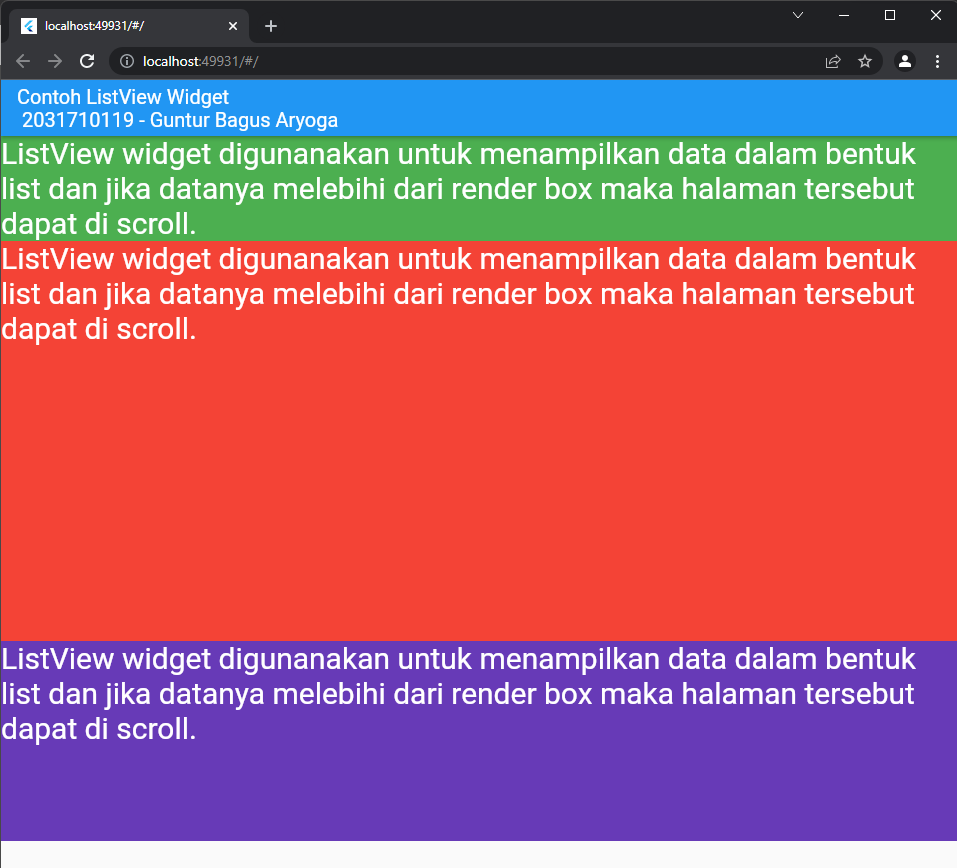 localhost:49931/#/
localhost:49931/#/
Contoh ListView Widget
2031710119 - Guntur Bagus Aryoga
ListView widget digunanakan untuk menampilkan data dalam bentuk
list dan jika datanya melebihi dari render box maka halaman tersebut
dapat di scroll.
ListView widget digunanakan untuk menampilkan data dalam bentuk
list dan jika datanya melebihi dari render box maka halaman tersebut
dapat di scroll.
ListView widget digunanakan untuk menampilkan data dalam bentuk
list dan jika datanya melebihi dari render box maka halaman tersebut
dapat di scroll.